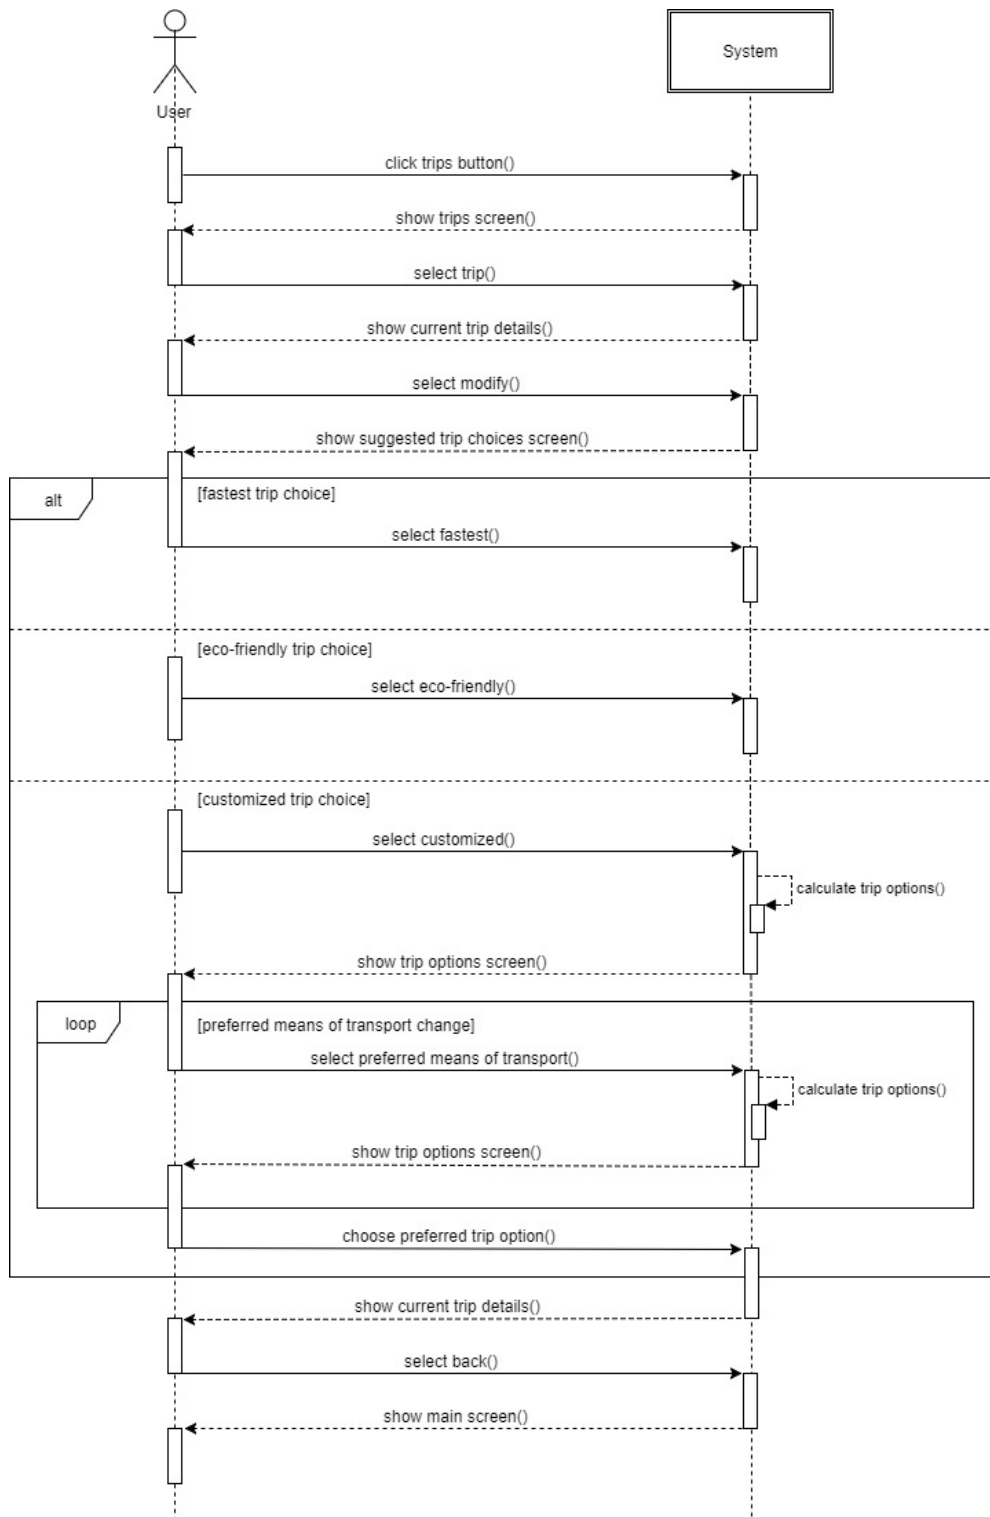 System
User
click trips button()
show trips screen()
select trip()
show current trip details()
select modify()
show suggested trip choices screen()
alt
[fastest trip choice]
select fastest()
[eco-friendly trip choice]
select eco-friendly()
[customized trip choice]
select customized()
calculate trip options()
show trip options screen()
loop
[preferred means of transport change]
select preferred means of transport()
calculate trip options()
show trip options screen()
choose preferred trip option()
show current trip details()
select back()
show main screen()